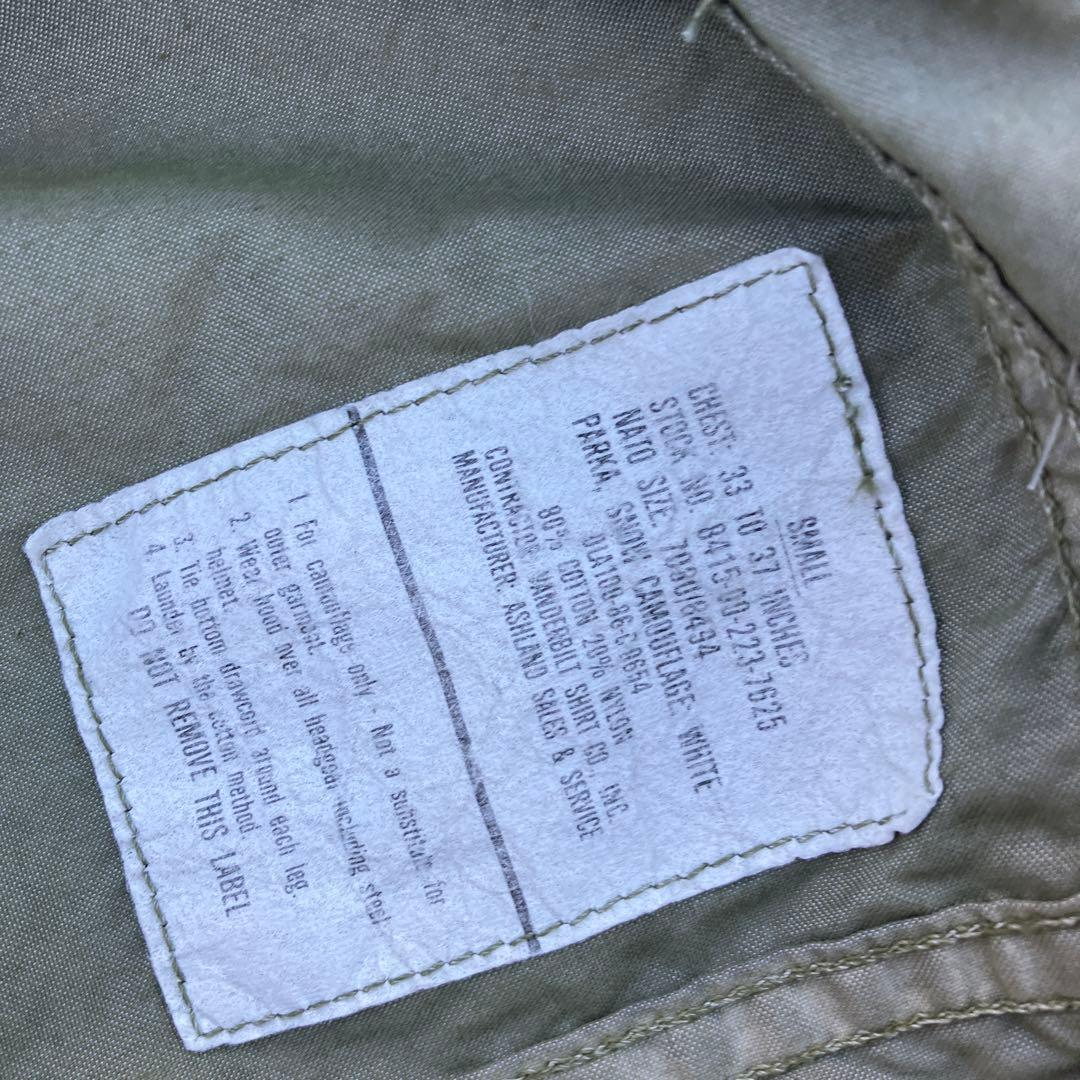 SMALL
CHEST: 33 TO 37 INCHES
STOCK NO. 8415-00-223-7625
NATO SIZE: 7080/8494
PARKA, SNOW CAMOUFLAGE: WHITE
DLA100-86-C-0654
80% COTTON 20% NYLON
CONTRACTOR: VANDERBILT SHIRT CO., INC.
MANUFACTURER: ASHLAND SALES & SERVICE
1. For camouflage only - Not a substitute for
outer garment.
2. Wear hood over all headgear including steel
helmet.
3. Tie bottom drawcord around each leg.
4. Launder by the cotton method
DO NOT REMOVE THIS LABEL